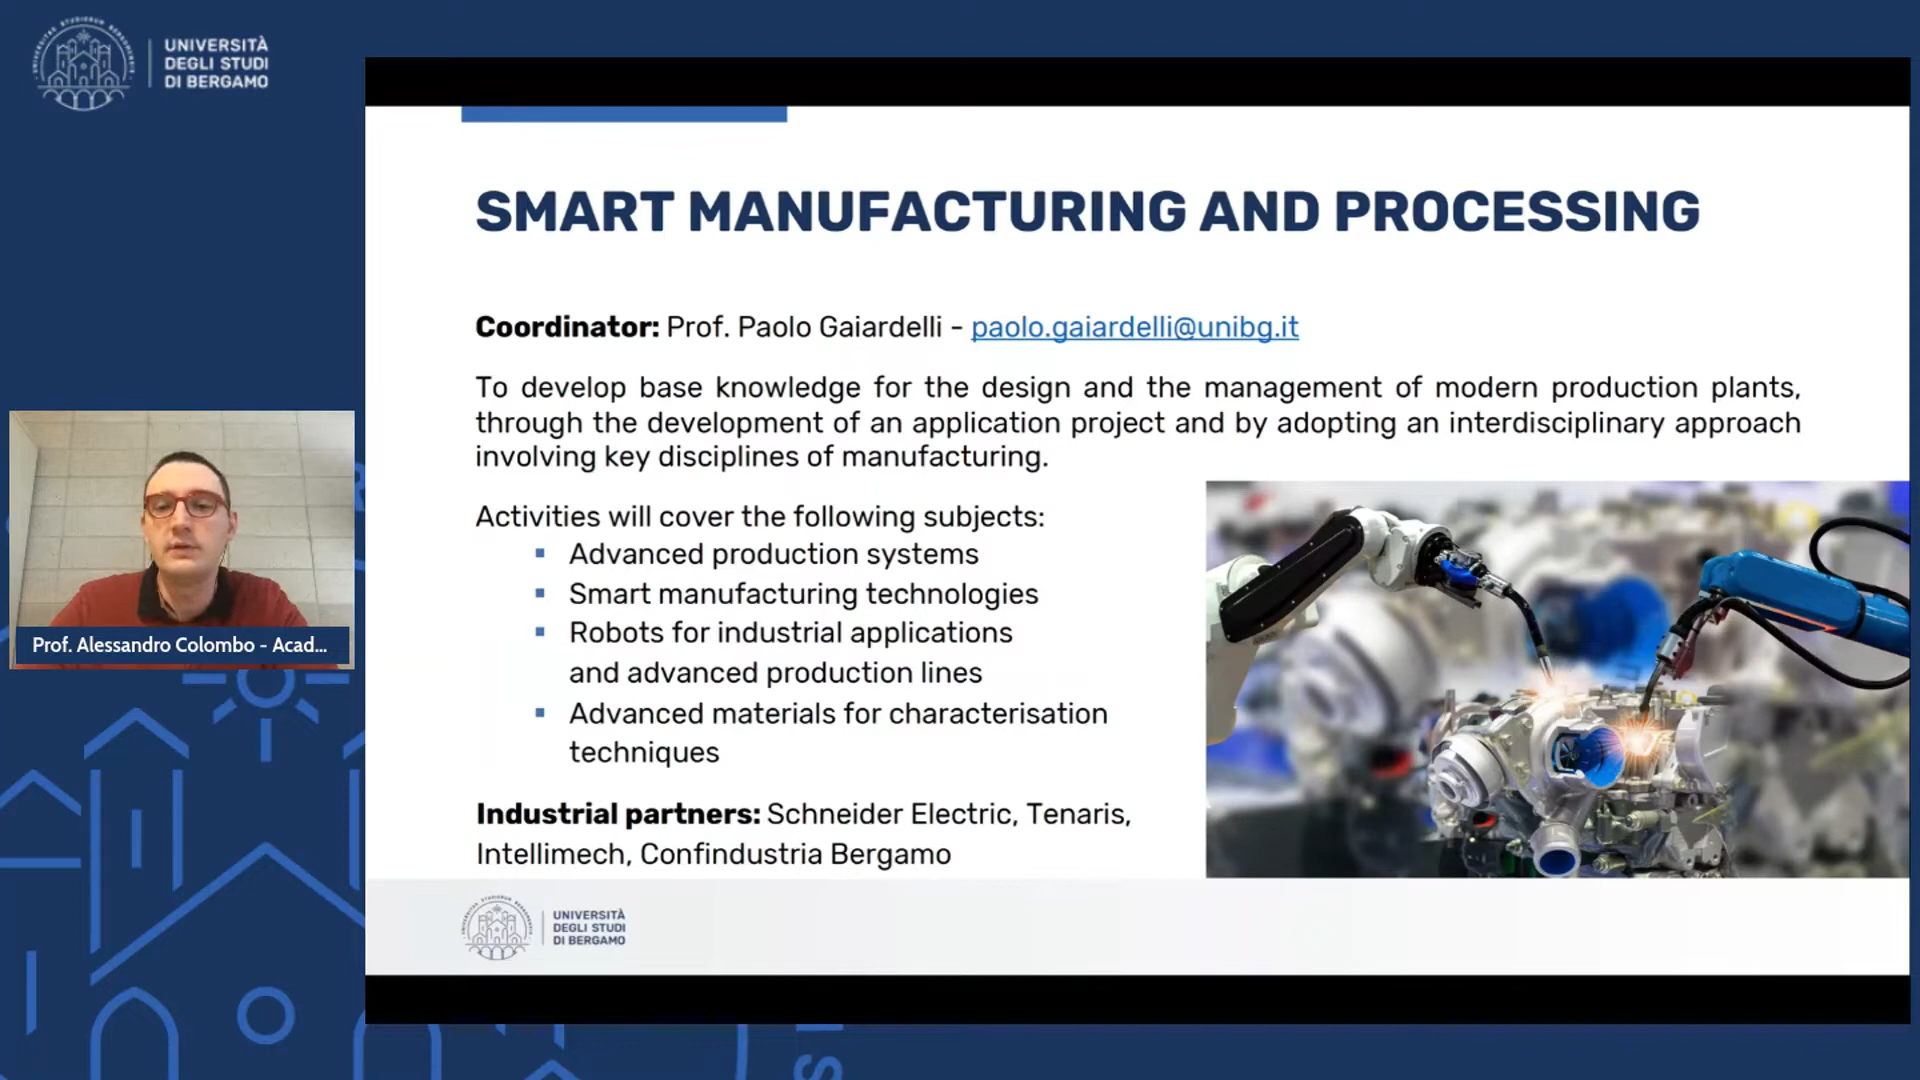 UNIVERSITÀ
DEGLI STUDI
DI BERGAMO
SMART MANUFACTURING AND PROCESSING
Coordinator: Prof. Paolo Gaiardelli - paolo.gaiardelli@unibg.it
To develop base knowledge for the design and the management of modern production plants,
through the development of an application project and by adopting an interdisciplinary approach
involving key disciplines of manufacturing.
Activities will cover the following subjects:
▪ Advanced production systems
▪ Smart manufacturing technologies
▪ Robots for industrial applications
and advanced production lines
▪ Advanced materials for characterisation
techniques
Industrial partners: Schneider Electric, Tenaris,
Intellimech, Confindustria Bergamo
Prof. Alessandro Colombo - Acad...
UNIVERSITÀ
DEGLI STUDI
DI BERGAMO